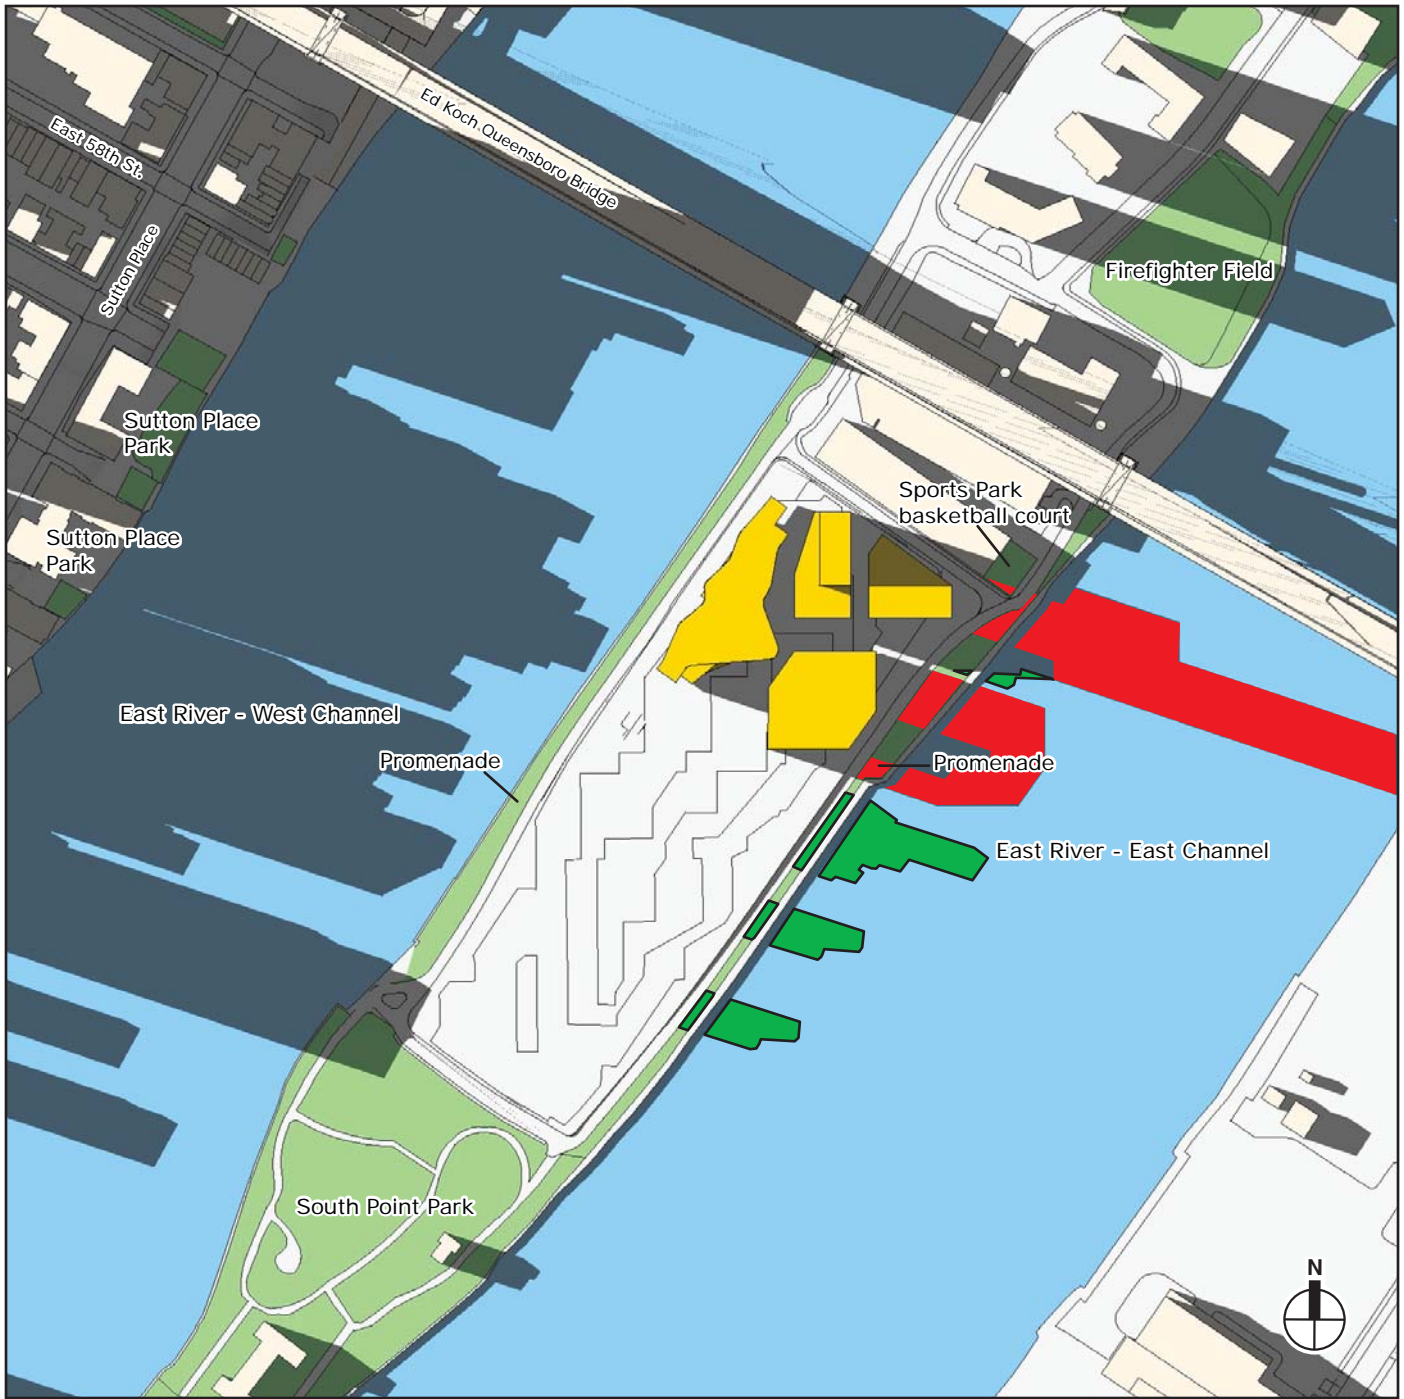 Ed Koch Queensboro Bridge
East 58th St.
Sutton Place
Firefighter Field
Sutton Place
Park
Sports Park
basketball court
Sutton Place
Park
East River - West Channel
Promenade
Promenade
East River - East Channel
South Point Park
N